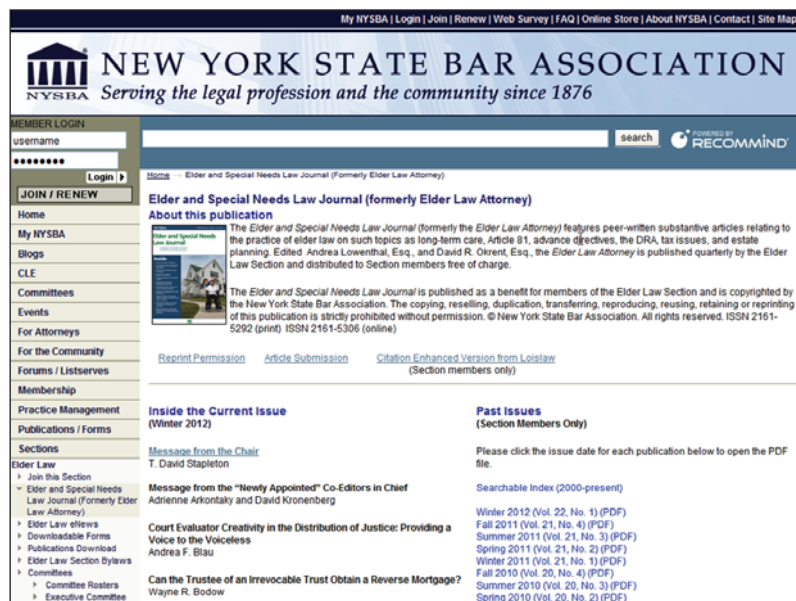 My NYSBA | Login | Join | Renew | Web Survey | FAQ | Online Store | About NYSBA | Contact | Site Map
NYSBA
NEW YORK STATE BAR ASSOCIATION
Serving the legal profession and the community since 1876
MEMBER LOGIN
username
Login
JOIN / RENEW
Home
My NYSBA
Blogs
CLE
Committees
Events
For Attorneys
For the Community
Forums / Listserves
Membership
Practice Management
Publications / Forms
Sections
Elder Law
Join this Section
Elder and Special Needs
Law Journal (Formerly Elder
Law Attorney)
Elder Law eNews
Downloadable Forms
Publications Download
Elder Law Section Bylaws
Committees
Committee Rosters
Executive Committee
search
POWERED BY
RECOMMIND
Home → Elder and Special Needs Law Journal (Formerly Elder Law Attorney)
Elder and Special Needs Law Journal (formerly Elder Law Attorney)
About this publication
Elder and Special Needs
Law Journal
Inside
The Elder and Special Needs Law Journal (formerly the Elder Law Attorney) features peer-written substantive articles relating to
the practice of elder law on such topics as long-term care, Article 81, advance directives, the DRA, tax issues, and estate
planning. Edited Andrea Lowenthal, Esq., and David R. Okrent, Esq., the Elder Law Attorney is published quarterly by the Elder
Law Section and distributed to Section members free of charge.
The Elder and Special Needs Law Journal is published as a benefit for members of the Elder Law Section and is copyrighted by
the New York State Bar Association. The copying, reselling, duplication, transferring, reproducing, reusing, retaining or reprinting
of this publication is strictly prohibited without permission. © New York State Bar Association. All rights reserved. ISSN 2161-
5292 (print) ISSN 2161-5306 (online)
Reprint Permission Article Submission Citation Enhanced Version from Loislaw
(Section members only)
Inside the Current Issue
(Winter 2012)
Message from the Chair
T. David Stapleton
Message from the "Newly Appointed" Co-Editors in Chief
Adrienne Arkontaky and David Kronenberg
Court Evaluator Creativity in the Distribution of Justice: Providing a
Voice to the Voiceless
Andrea F. Blau
Can the Trustee of an Irrevocable Trust Obtain a Reverse Mortgage?
Wayne R. Bodow
Past Issues
(Section Members Only)
Please click the issue date for each publication below to open the PDF
file.
Searchable Index (2000-present)
Winter 2012 (Vol. 22, No. 1) (PDF)
Fall 2011 (Vol. 21, No. 4) (PDF)
Summer 2011 (Vol. 21, No. 3) (PDF)
Spring 2011 (Vol. 21, No. 2) (PDF)
Winter 2011 (Vol. 21, No. 1) (PDF)
Fall 2010 (Vol. 20, No. 4) (PDF)
Summer 2010 (Vol. 20, No. 3) (PDF)
Spring 2010 (Vol. 20, No. 2) (PDF)